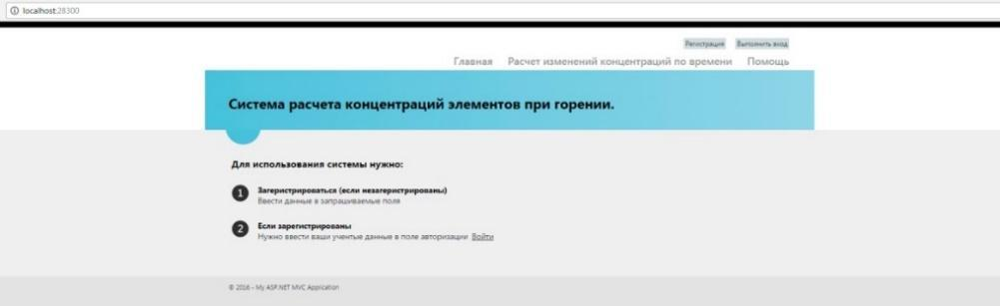 localhost:28300
Регистрация Выполнить вход
Главная Расчет изменений концентраций по времени Помощь
Система расчета концентраций элементов при горении.
Для использования системы нужно:
1 Загеристрироваться (если незагеристрированы)
Ввести данные в запрашиваемые поля
2 Если зарегистрированы
Нужно ввести ваши учентые данные в поле авторизации Войти
© 2016 - My ASP.NET MVC Application